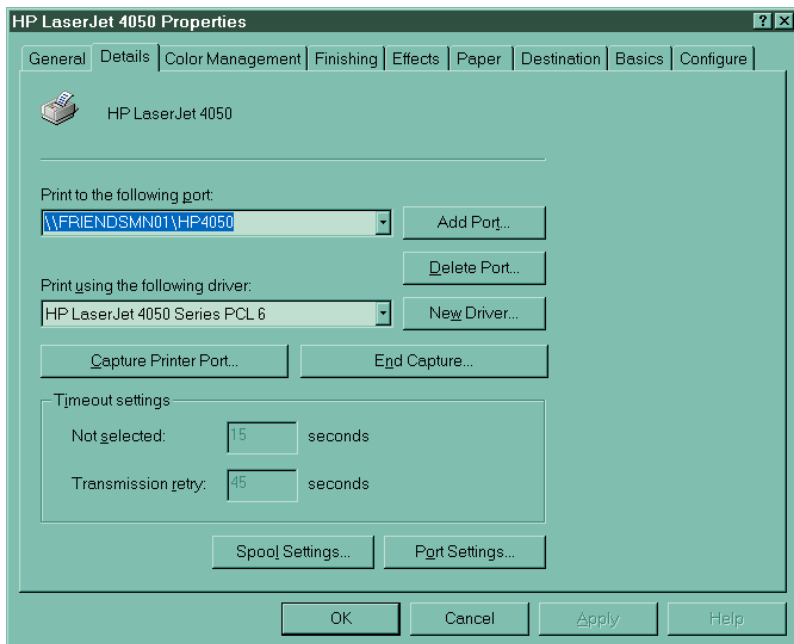 HP LaserJet 4050 Properties
General Details Color Management Finishing Effects Paper Destination Basics Configure
HP LaserJet 4050
Print to the following port:
\\FRIENDSMN01\HP4050 Add Port...
Delete Port...
Print using the following driver:
HP LaserJet 4050 Series PCL 6 New Driver...
Capture Printer Port... End Capture...
Timeout settings
Not selected: 15 seconds
Transmission retry: 45 seconds
Spool Settings... Port Settings...
OK Cancel Apply Help